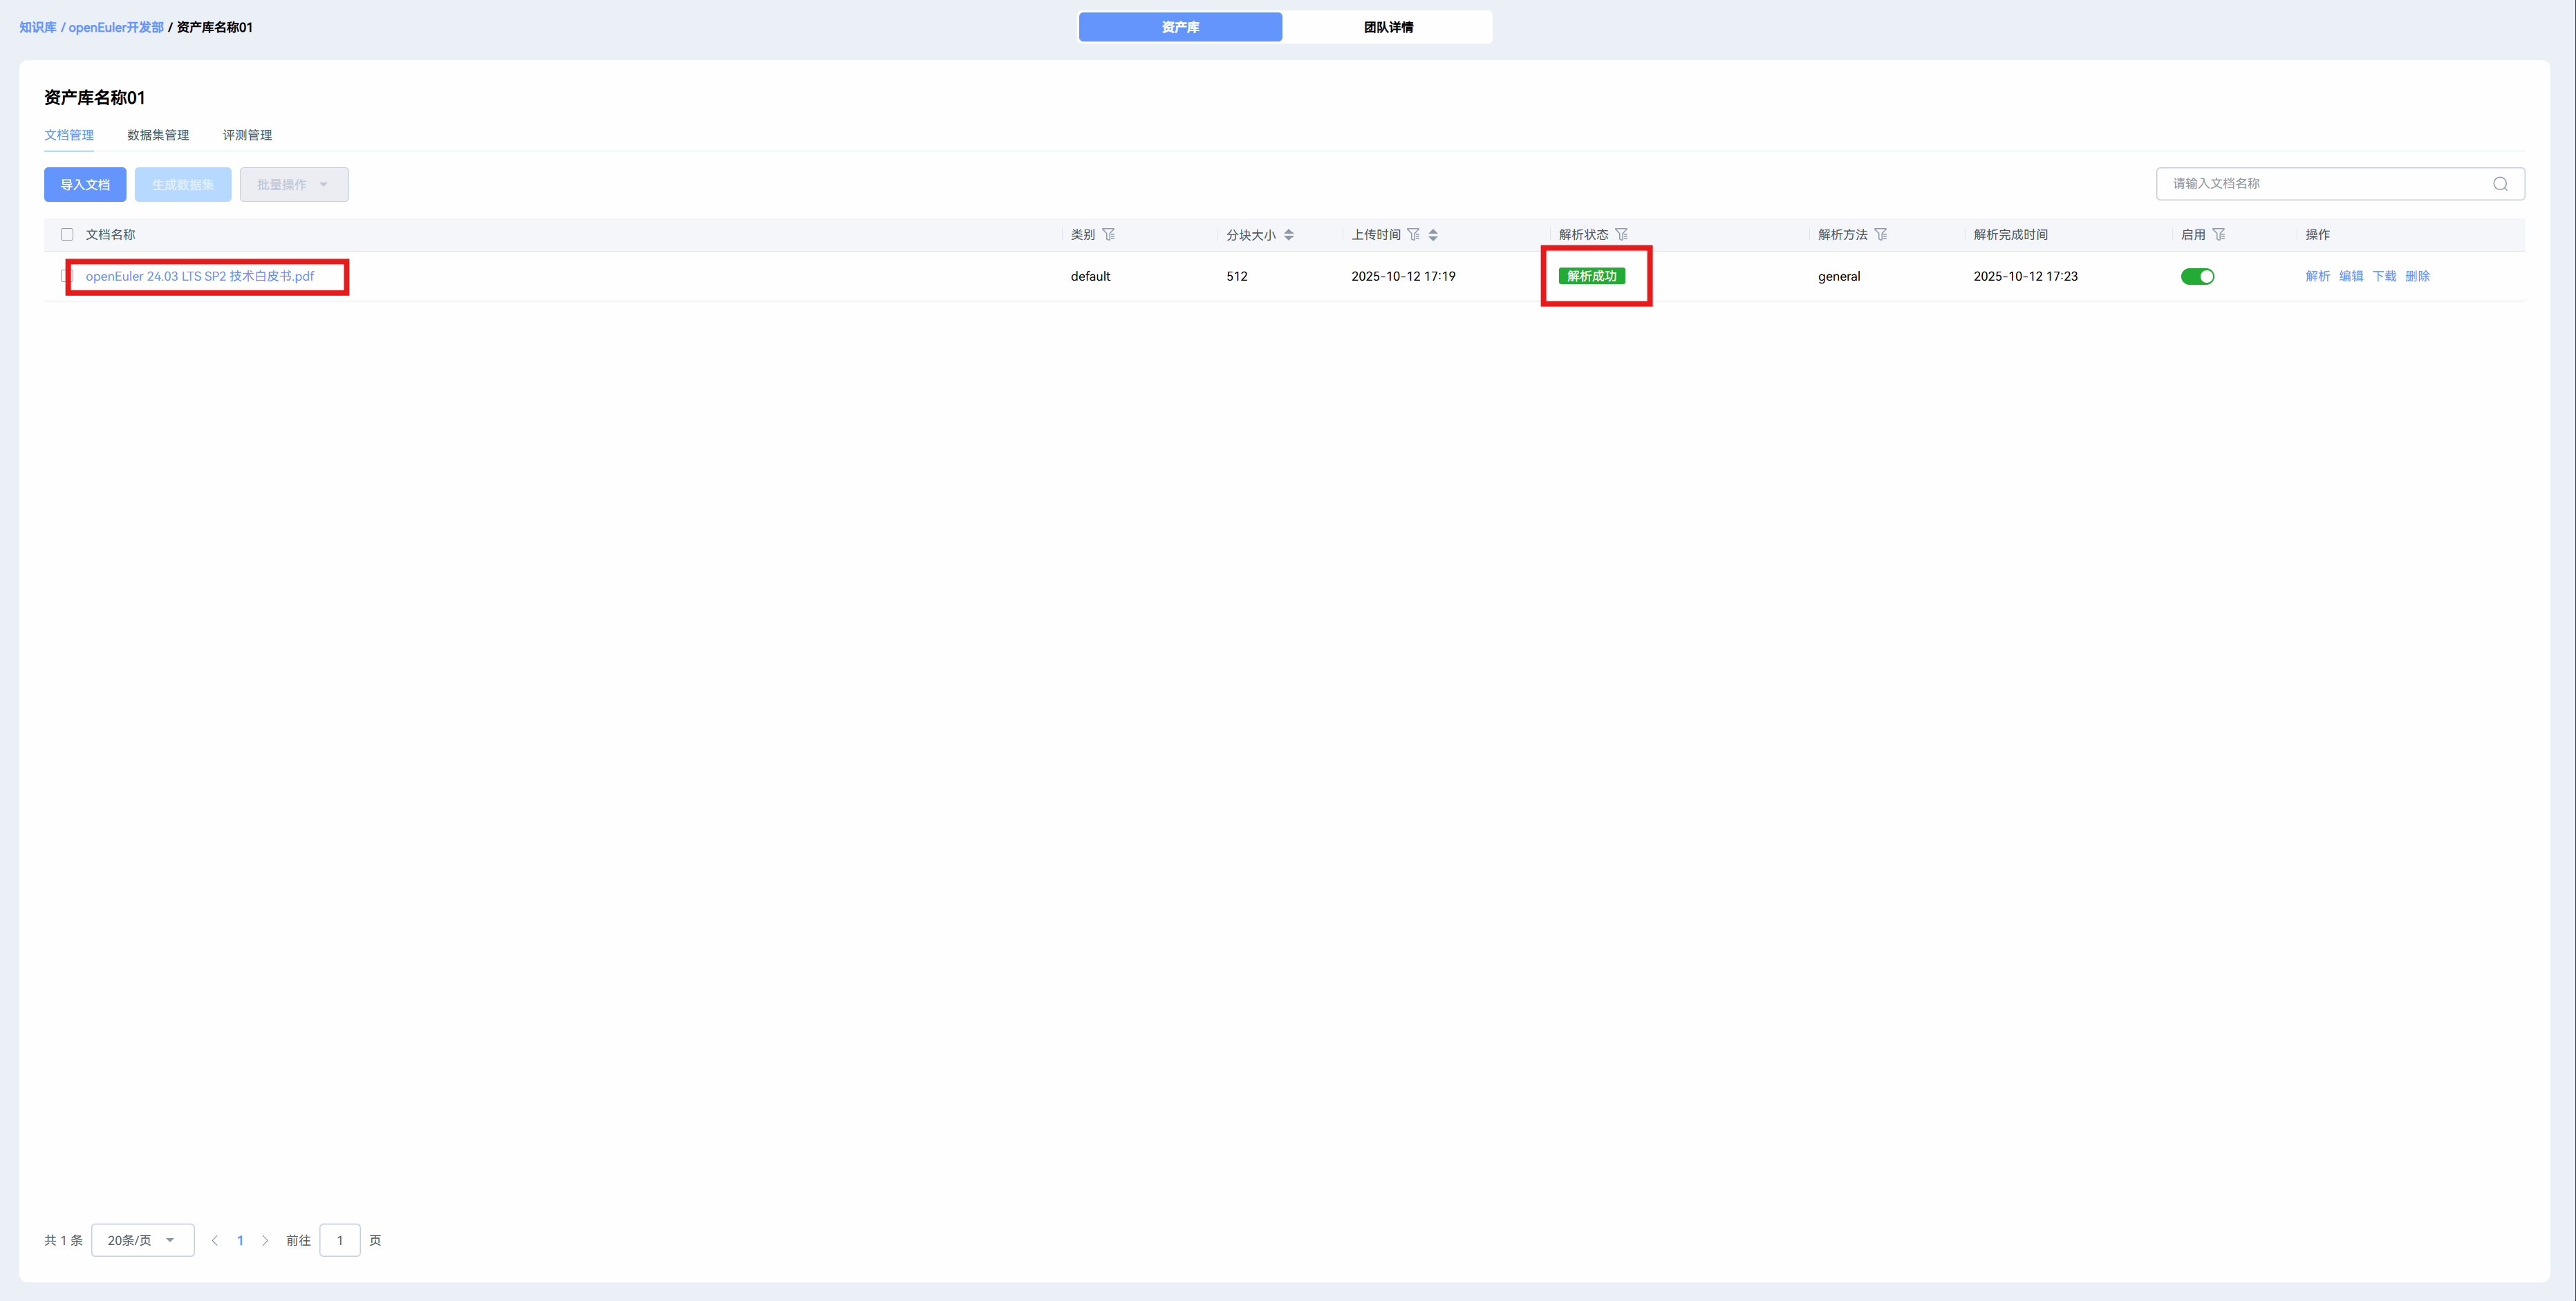 知识库 / openEuler开发部 / 资产库名称01
资产库 团队详情
资产库名称01
文档管理 数据集管理 评测管理
导入文档 生成数据集 批量操作 请输入文档名称
文档名称 类别 分块大小 上传时间 解析状态 解析方法 解析完成时间 启用 操作
openEuler 24.03 LTS SP2 技术白皮书.pdf default 512 2025-10-12 17:19 解析成功 general 2025-10-12 17:23 解析 编辑 下载 删除
共 1 条 20条/页 1 前往 1 页